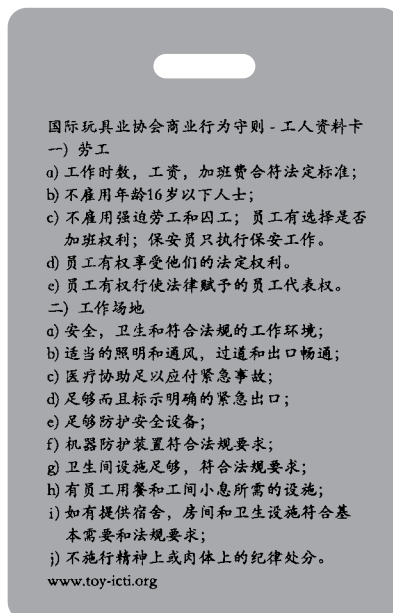 国际玩具业协会商业行为守则 - 工人资料卡
一) 劳工
a) 工作时数，工资，加班费合符法定标准；
b) 不雇用年龄16岁以下人士；
c) 不雇用强迫劳工和囚工；员工有选择是否
加班权利；保安员只执行保安工作。
d) 员工有权享受他们的法定权利。
e) 员工有权行使法律赋予的员工代表权。
二) 工作场地
a) 安全，卫生和符合法规的工作环境；
b) 适当的照明和通风，过道和出口畅通；
c) 医疗协助足以应付紧急事故；
d) 足够而且标示明确的紧急出口；
e) 足够防护安全设备；
f) 机器防护装置符合法规要求；
g) 卫生间设施足够，符合法规要求；
h) 有员工用餐和工间小息所需的设施；
i) 如有提供宿舍，房间和卫生设施符合基
本需要和法规要求；
j) 不施行精神上或肉体上的纪律处分。
www.toy-icti.org